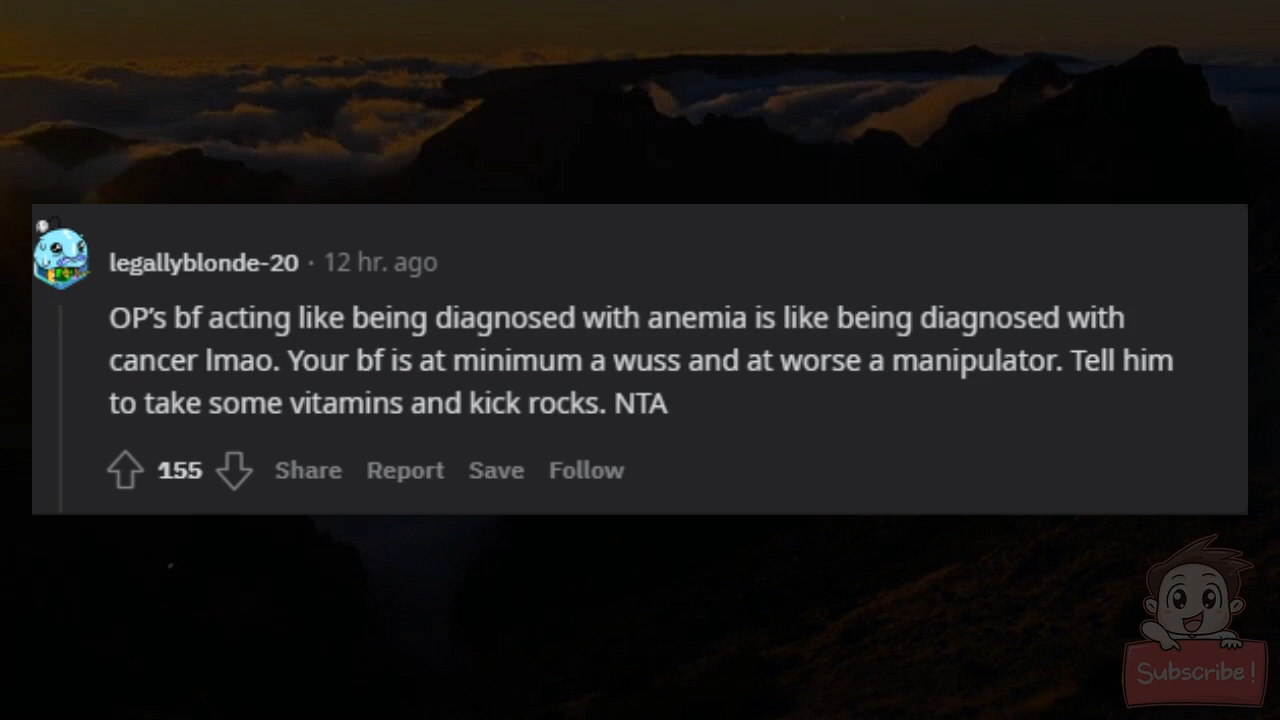 legallyblonde-20 · 12 hr. ago
OP's bf acting like being diagnosed with anemia is like being diagnosed with
cancer lmao. Your bf is at minimum a wuss and at worse a manipulator. Tell him
to take some vitamins and kick rocks. NTA
155 Share Report Save Follow
Subscribe!